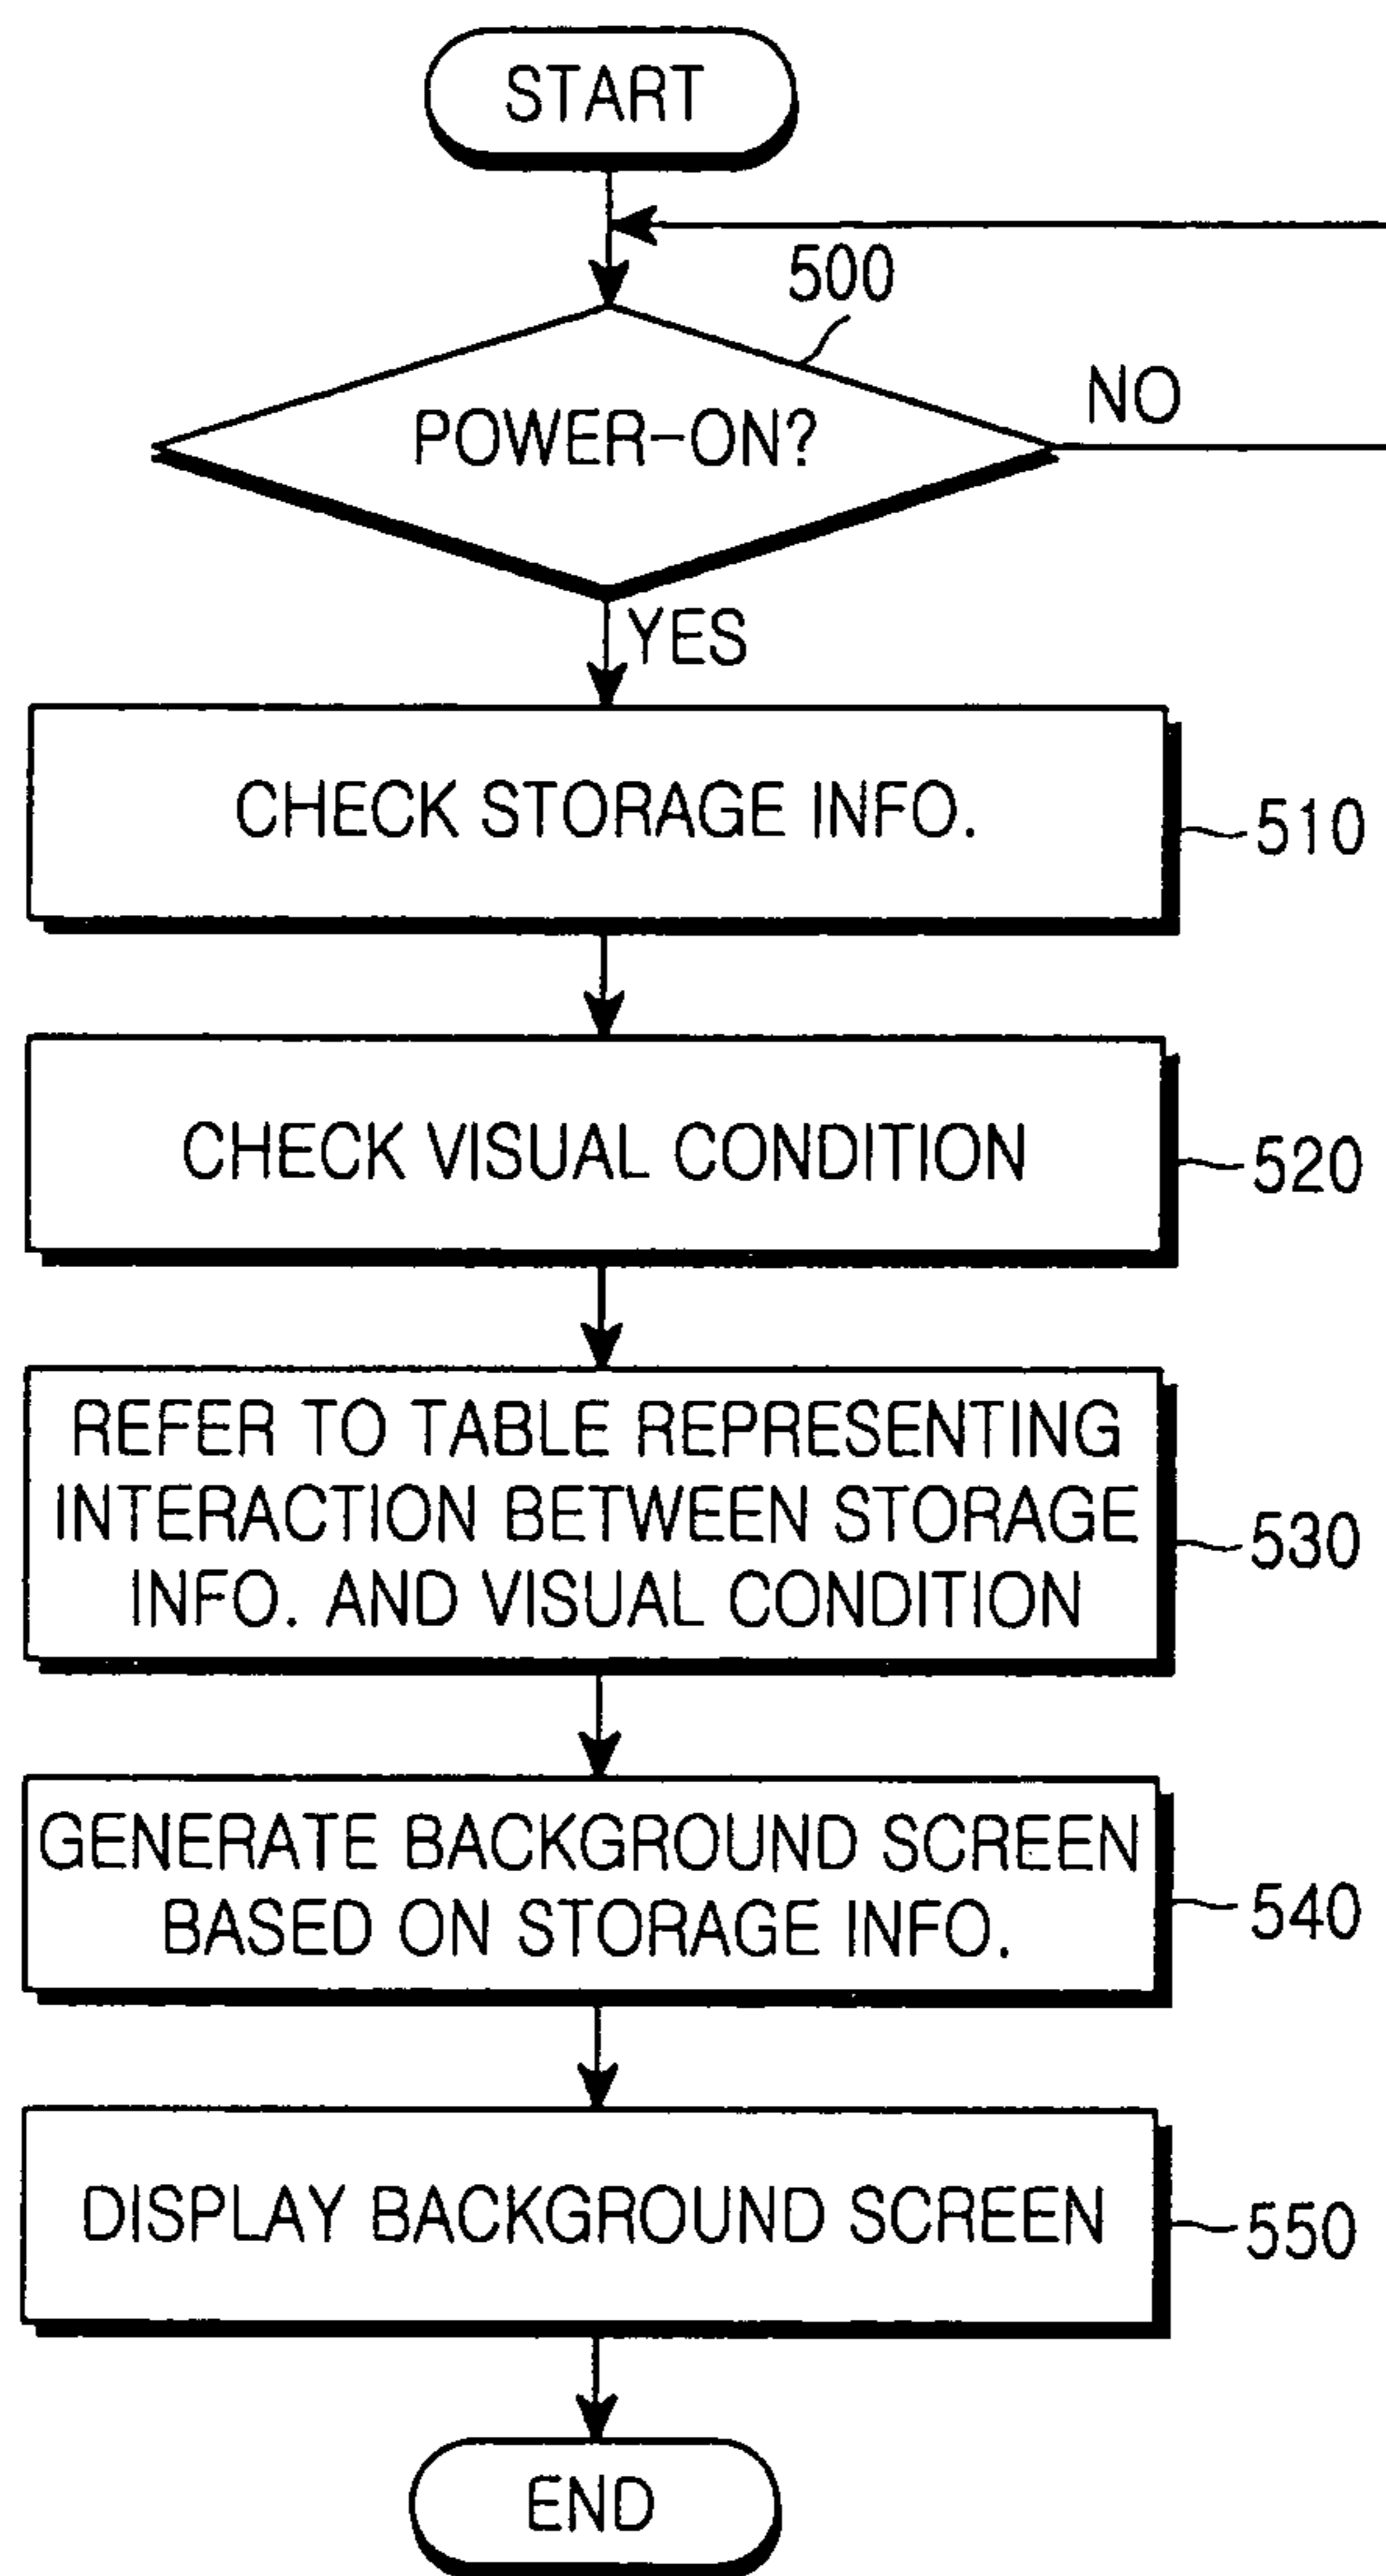 START
500
POWER-ON?
NO
YES
CHECK STORAGE INFO.
510
CHECK VISUAL CONDITION
520
REFER TO TABLE REPRESENTING
INTERACTION BETWEEN STORAGE
INFO. AND VISUAL CONDITION
530
GENERATE BACKGROUND SCREEN
BASED ON STORAGE INFO.
540
DISPLAY BACKGROUND SCREEN
550
END